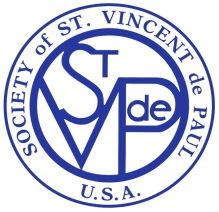 SOCIETY of ST. VINCENT de PAUL
ST
V de P
U.S.A.